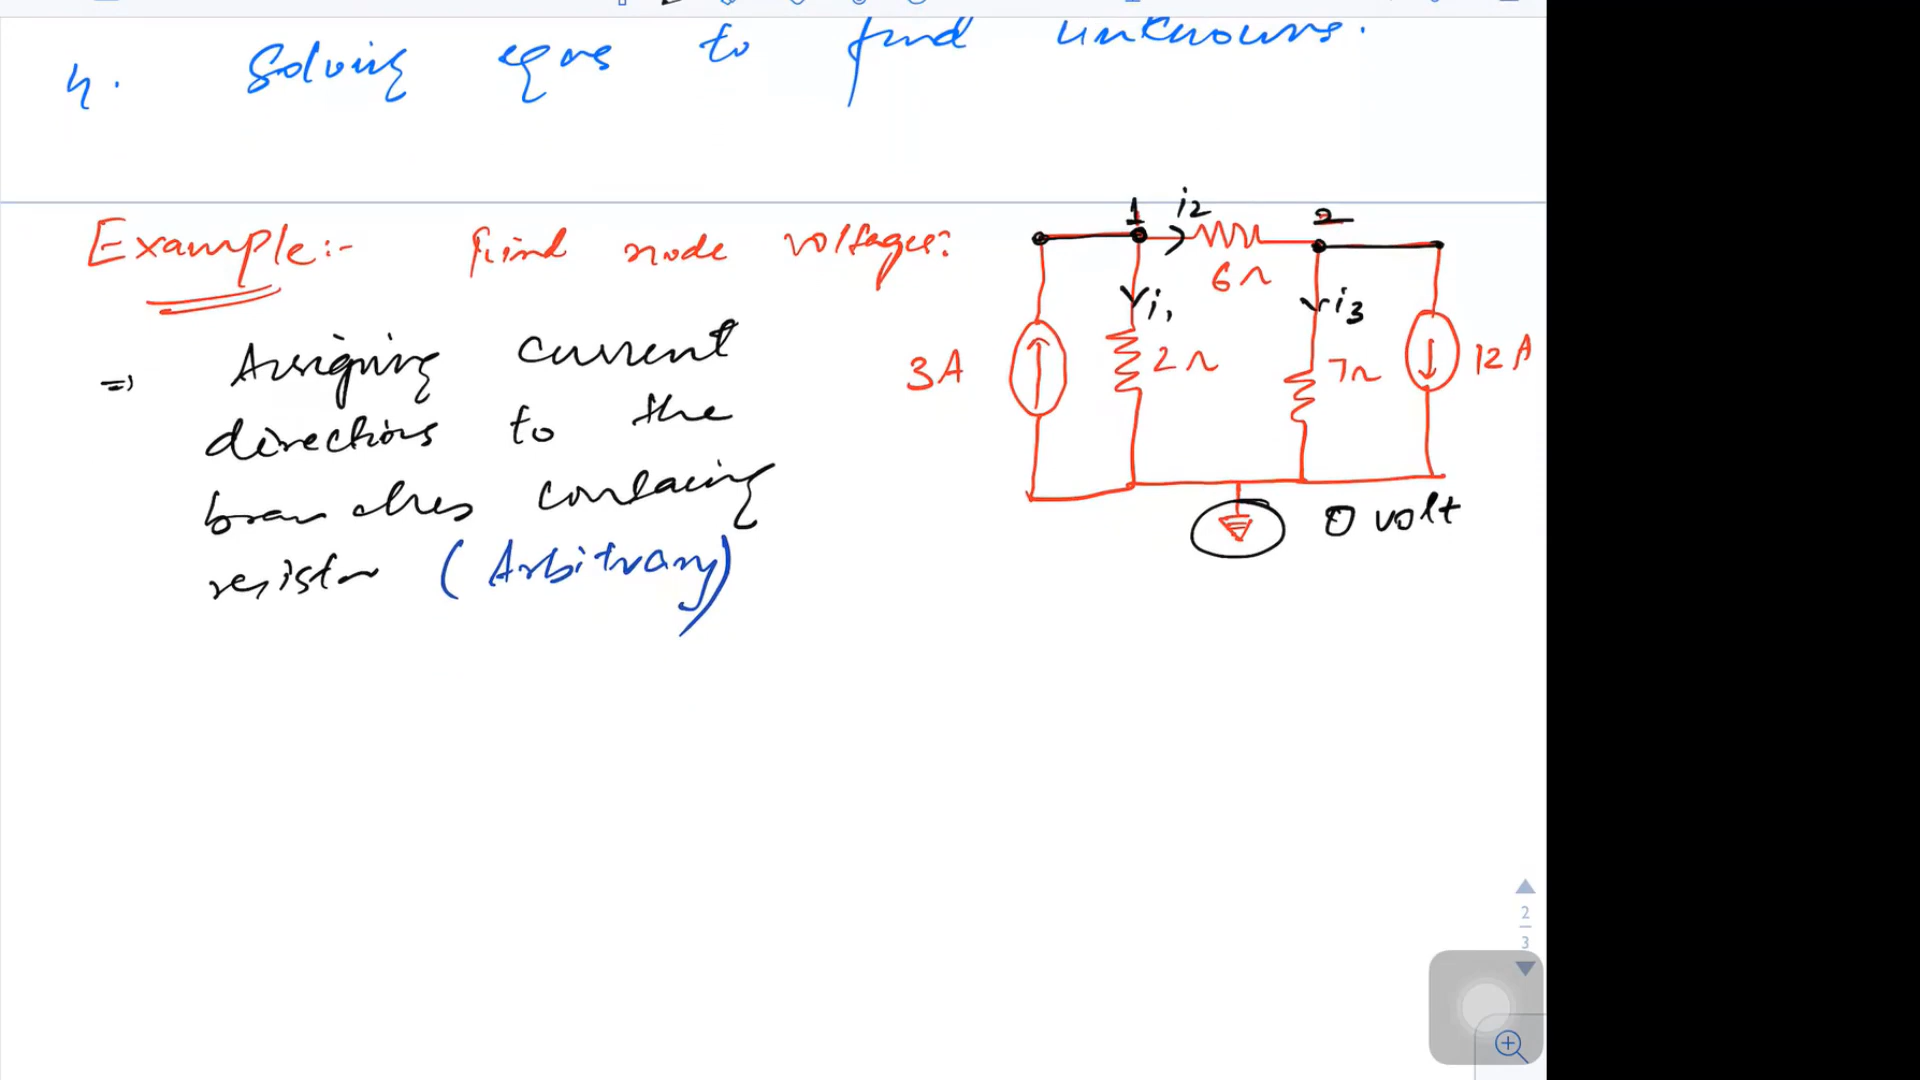 4. Solving eqns to find unknowns.
Example:- Find node voltages:
⇒ Assigning current
directions to the
branches containing
resistor (Arbitrary)
1 i2 2
6Ω
i1 i3
3A 2Ω 7Ω 12A
0 volt
2
3